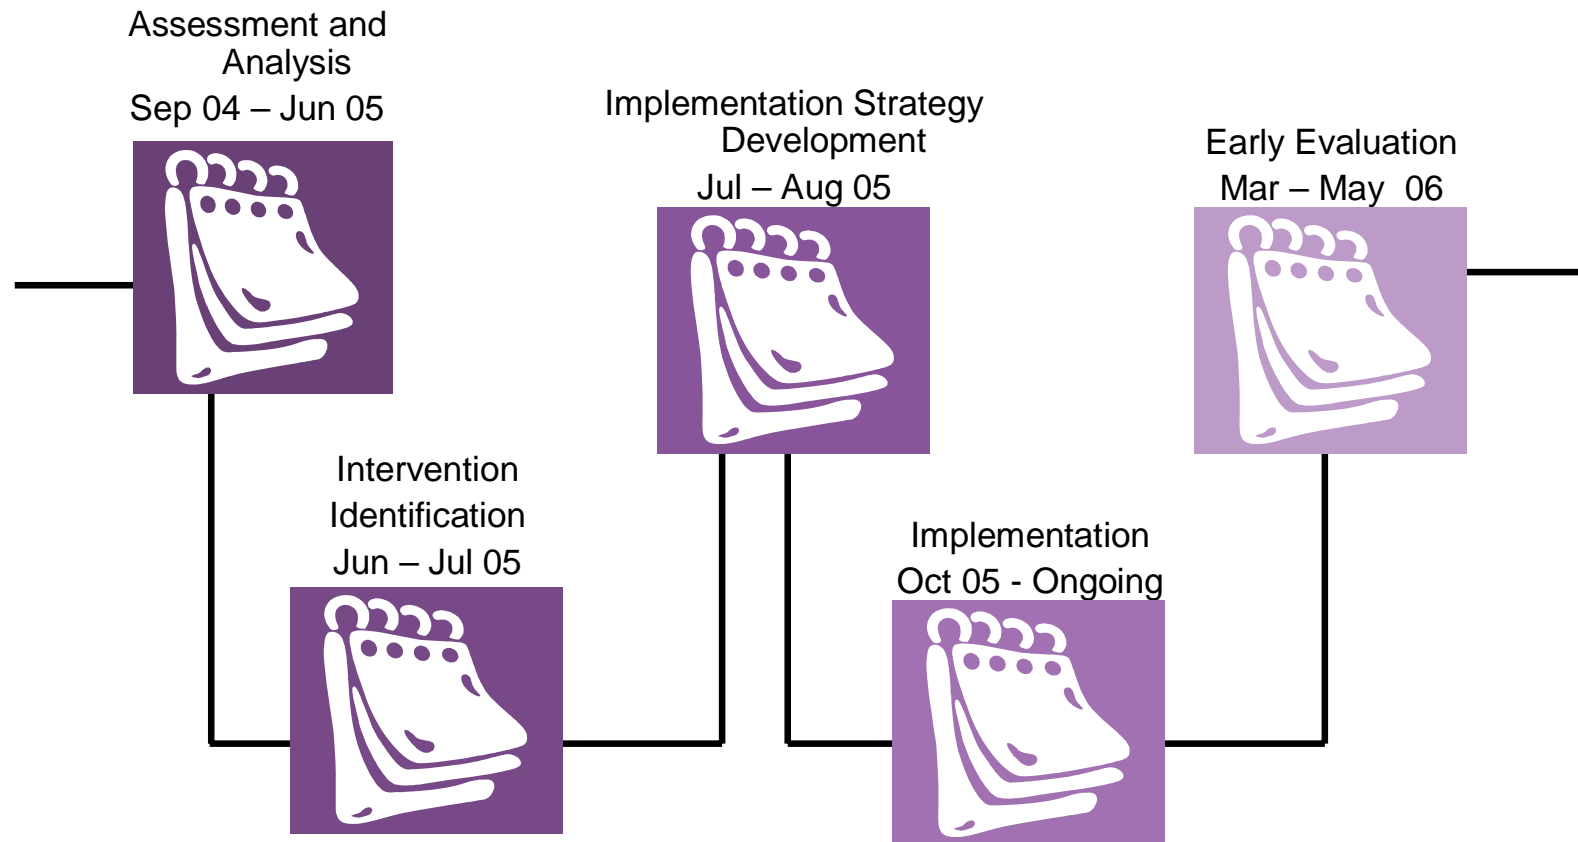 Assessment and
Analysis
Sep 04 – Jun 05
Intervention
Identification
Jun – Jul 05
Implementation Strategy
Development
Jul – Aug 05
Implementation
Oct 05 - Ongoing
Early Evaluation
Mar – May  06